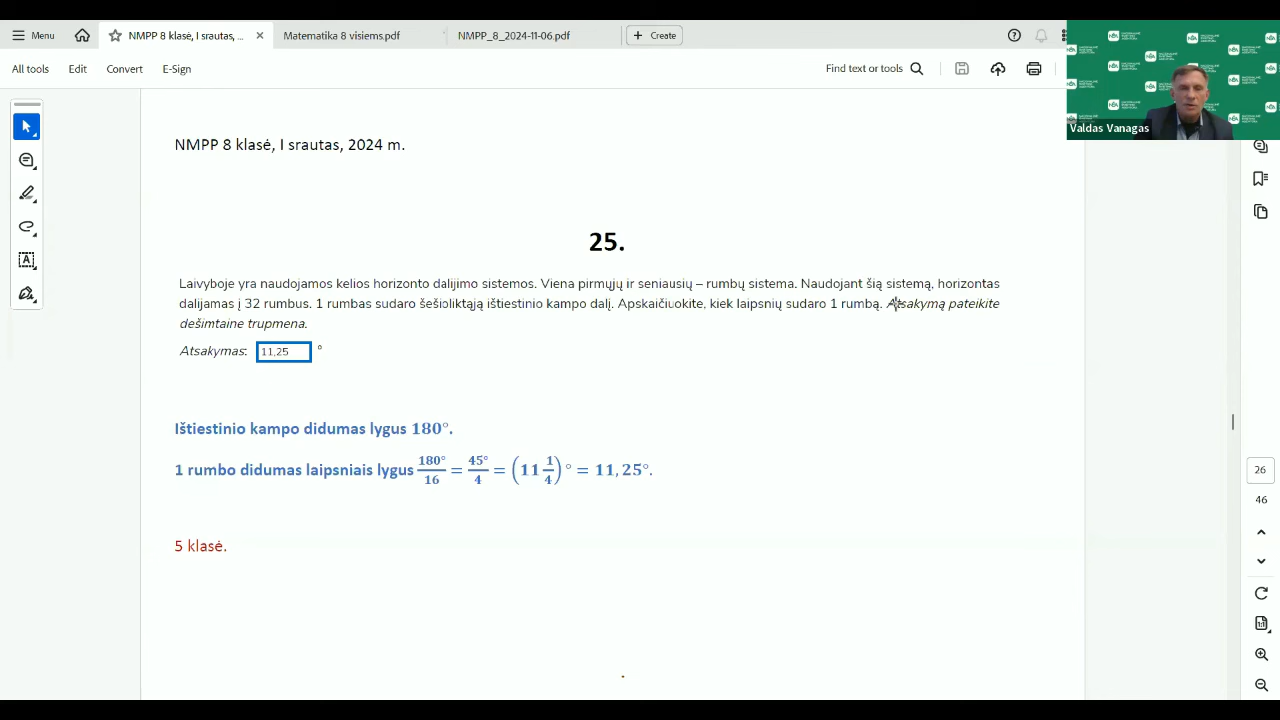 Menu
NMPP 8 klasė, I srautas, ...
Matematika 8 visiems.pdf
NMPP_8_2024-11-06.pdf
Create
All tools
Edit
Convert
E-Sign
Find text or tools
Valdas Vanagas
NMPP 8 klasė, I srautas, 2024 m.
25.
Laivyboje yra naudojamos kelios horizonto dalijimo sistemos. Viena pirmųjų ir seniausių – rumbų sistema. Naudojant šią sistemą, horizontas
dalijamas į 32 rumbus. 1 rumbas sudaro šešioliktąją ištiestinio kampo dalį. Apskaičiuokite, kiek laipsnių sudaro 1 rumbą. Atsakymą pateikite
dešimtaine trupmena.
Atsakymas: 11,25 °
Ištiestinio kampo didumas lygus 180°.
1 rumbo didumas laipsniais lygus 180°/16 = 45°/4 = (11 1/4)° = 11,25°.
5 klasė.
26
46